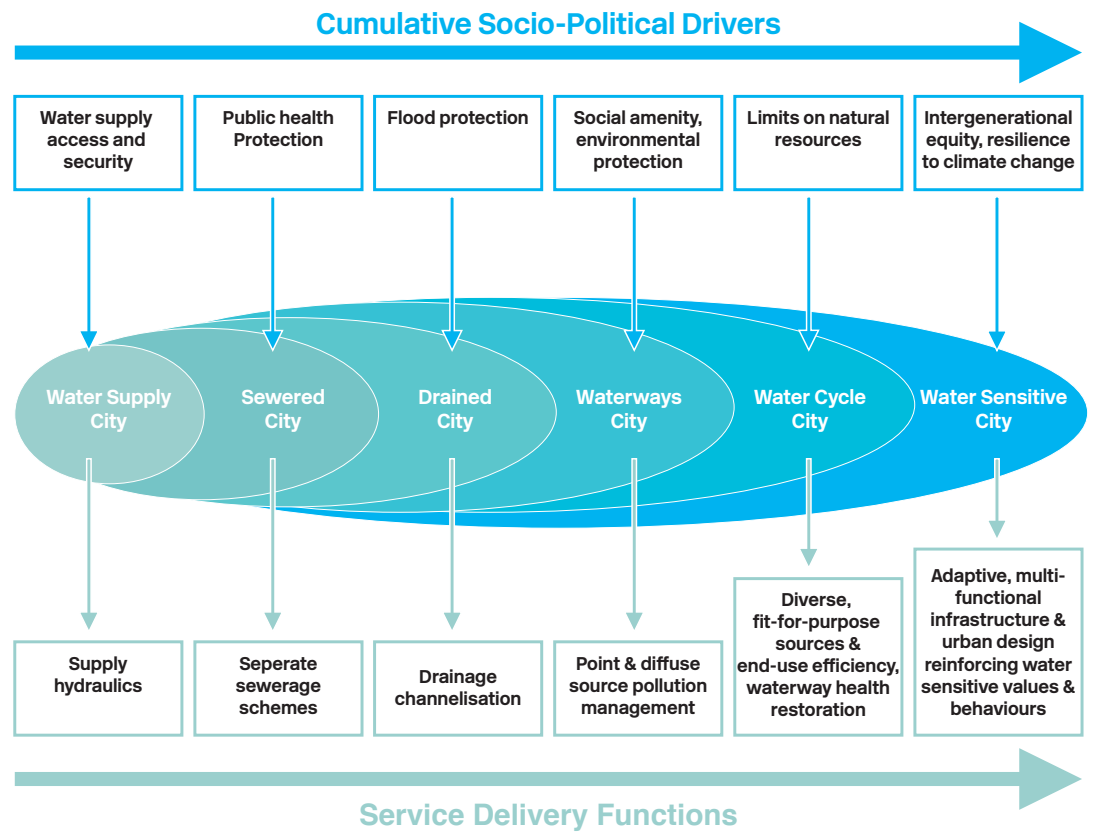 Cumulative Socio-Political Drivers
Water supply
access and
security
Public health
Protection
Flood protection
Social amenity,
environmental
protection
Limits on natural
resources
Intergenerational
equity, resilience
to climate change
Water Supply
City
Sewered
City
Drained
City
Waterways
City
Water Cycle
City
Water Sensitive
City
Supply
hydraulics
Seperate
sewerage
schemes
Drainage
channelisation
Point & diffuse
source pollution
management
Diverse,
fit-for-purpose
sources &
end-use efficiency,
waterway health
restoration
Adaptive, multi-
functional
infrastructure &
urban design
reinforcing water
sensitive values &
behaviours
Service Delivery Functions